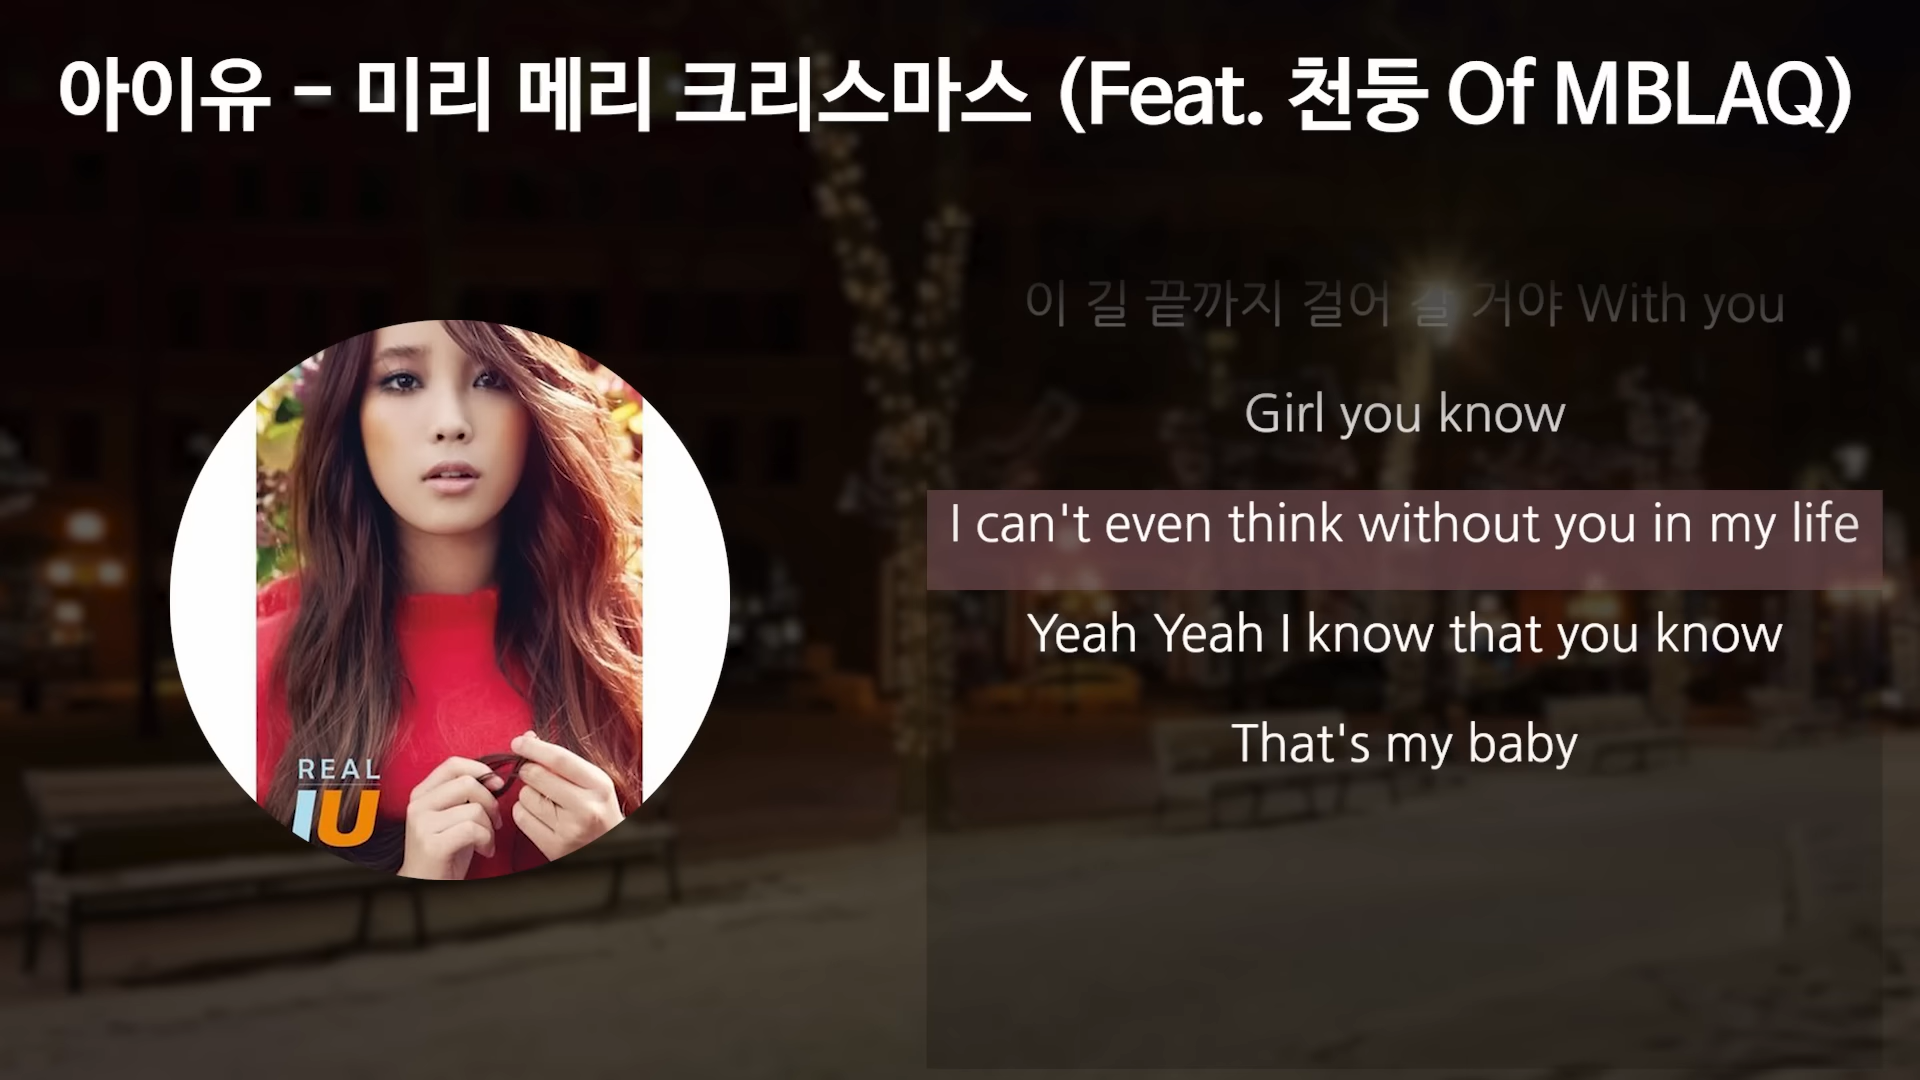 아이유 - 미리 메리 크리스마스 (Feat. 천둥 Of MBLAQ)
이 길 끝까지 걸어 갈 거야 With you
Girl you know
I can't even think without you in my life
Yeah Yeah I know that you know
That's my baby
REAL
IU